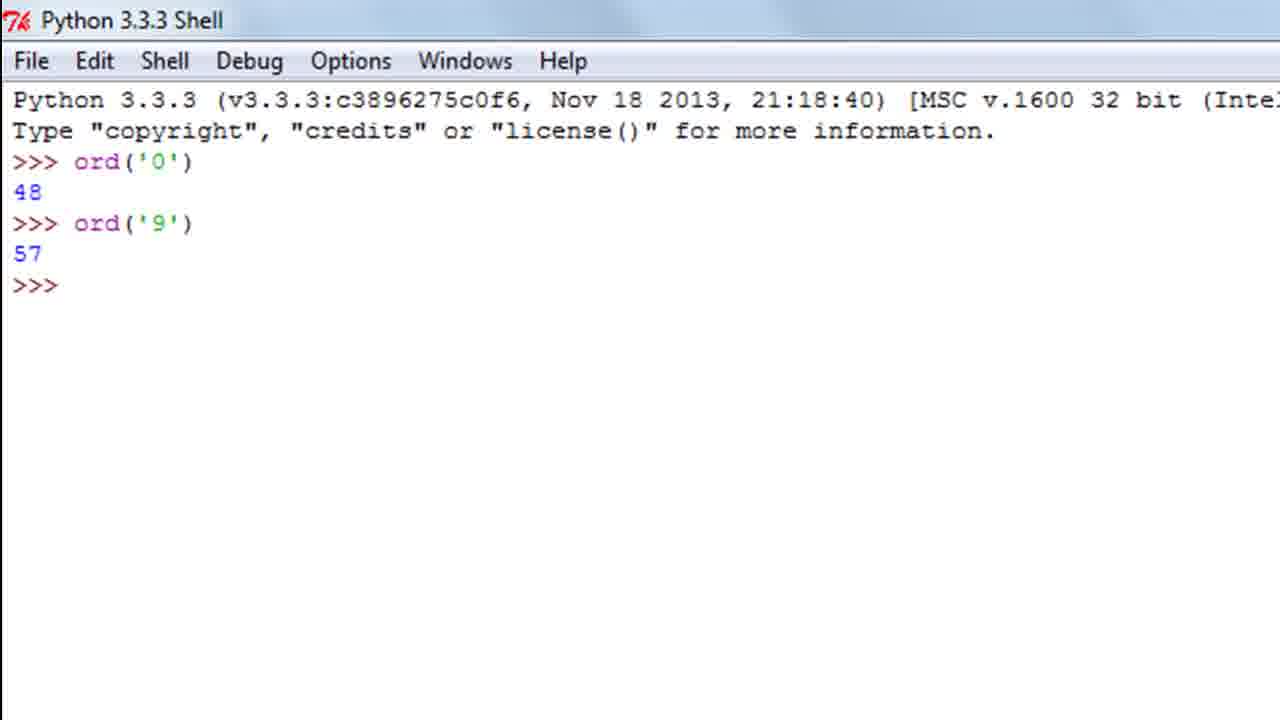 Python 3.3.3 Shell
File Edit Shell Debug Options Windows Help
Python 3.3.3 (v3.3.3:c3896275c0f6, Nov 18 2013, 21:18:40) [MSC v.1600 32 bit (Intel
Type "copyright", "credits" or "license()" for more information.
>>> ord('0')
48
>>> ord('9')
57
>>>